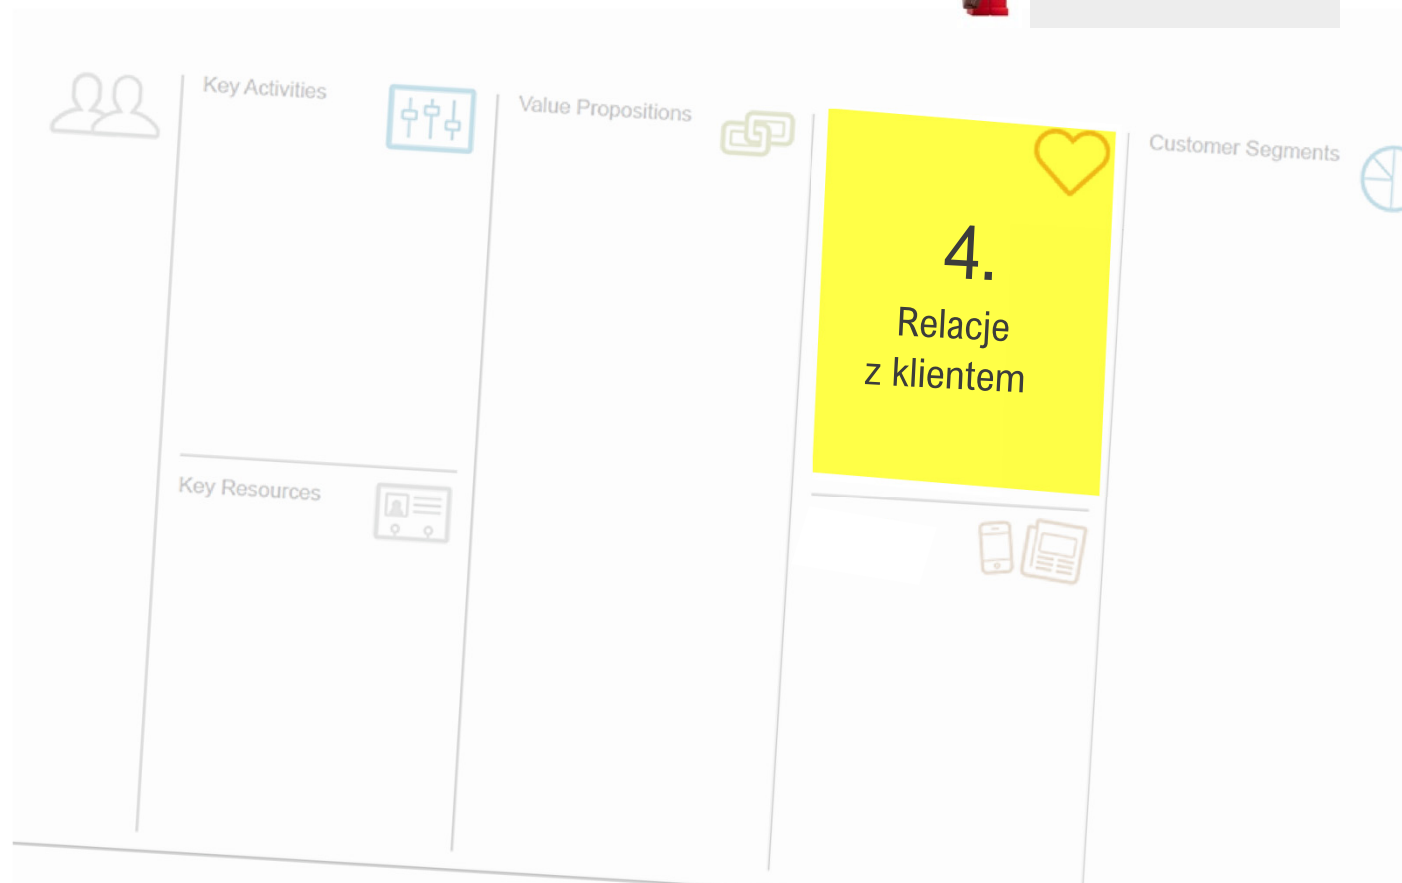 Key Activities
Value Propositions
Customer Segments
4.
Relacje
z klientem
Key Resources